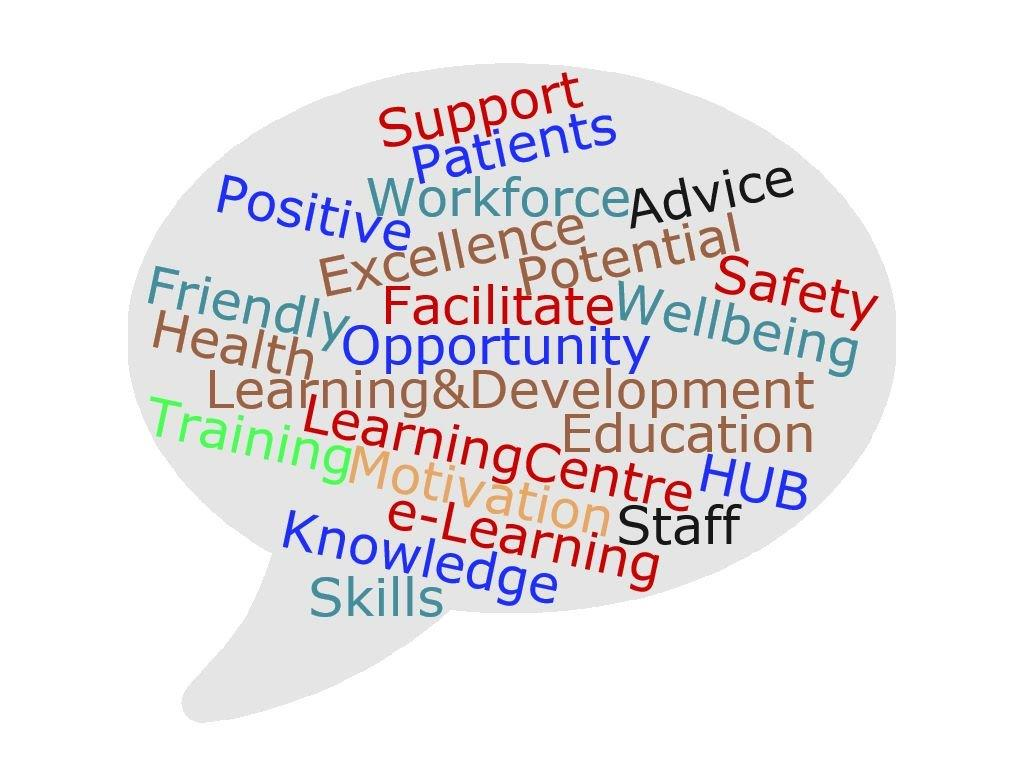 Support
Patients
Positive
Workforce
Advice
Excellence
Potential
Safety
Friendly
Facilitate
Wellbeing
Health
Opportunity
Learning&Development
Training
LearningCentre
Education
Motivation
HUB
e-Learning
Staff
Knowledge
Skills